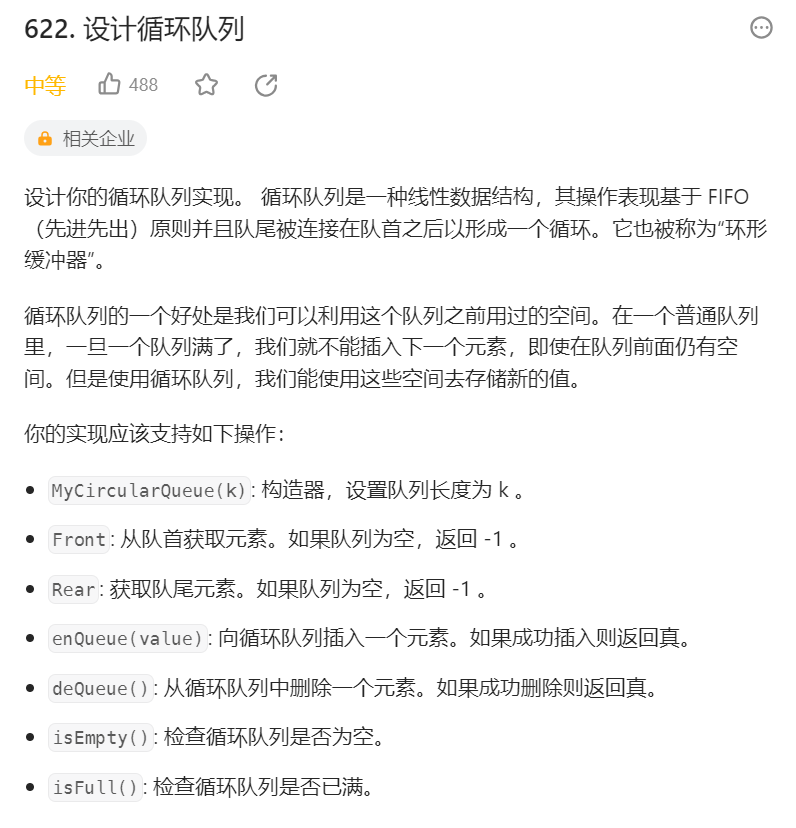 622. 设计循环队列
中等
488
相关企业
设计你的循环队列实现。 循环队列是一种线性数据结构，其操作表现基于 FIFO
（先进先出）原则并且队尾被连接在队首之后以形成一个循环。它也被称为“环形
缓冲器”。
循环队列的一个好处是我们可以利用这个队列之前用过的空间。在一个普通队列
里，一旦一个队列满了，我们就不能插入下一个元素，即使在队列前面仍有空
间。但是使用循环队列，我们能使用这些空间去存储新的值。
你的实现应该支持如下操作：
• MyCircularQueue(k): 构造器，设置队列长度为 k 。
• Front: 从队首获取元素。如果队列为空，返回 -1 。
• Rear: 获取队尾元素。如果队列为空，返回 -1 。
• enQueue(value): 向循环队列插入一个元素。如果成功插入则返回真。
• deQueue(): 从循环队列中删除一个元素。如果成功删除则返回真。
• isEmpty(): 检查循环队列是否为空。
• isFull(): 检查循环队列是否已满。